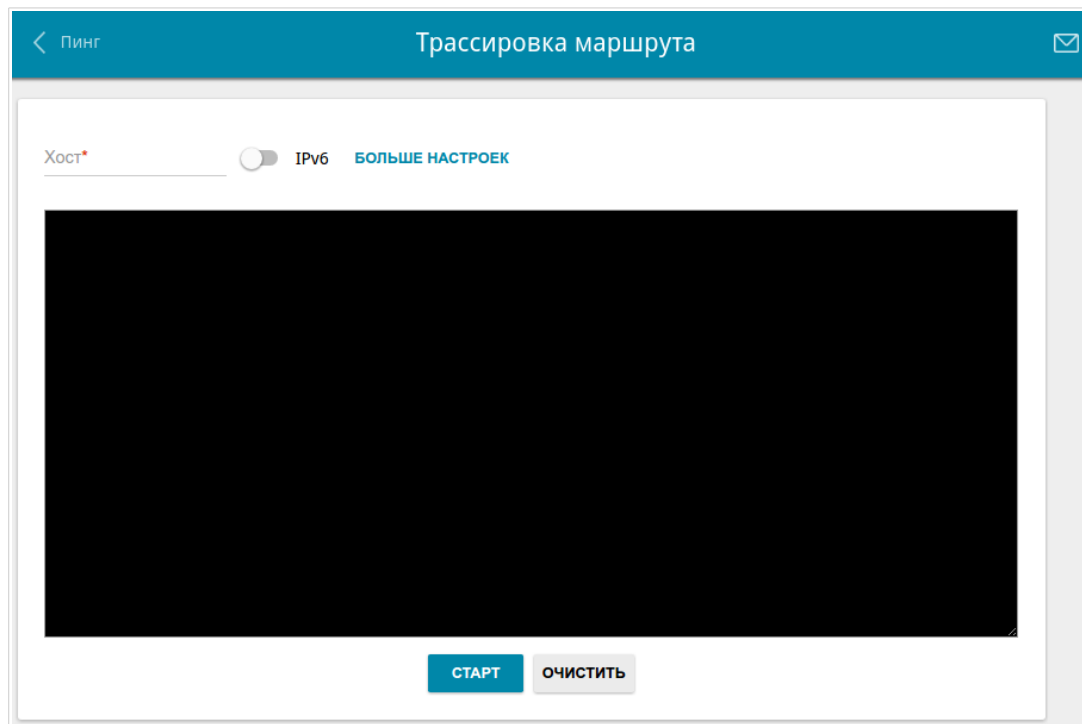 Пинг
Трассировка маршрута
Хост*
IPv6
БОЛЬШЕ НАСТРОЕК
СТАРТ
ОЧИСТИТЬ